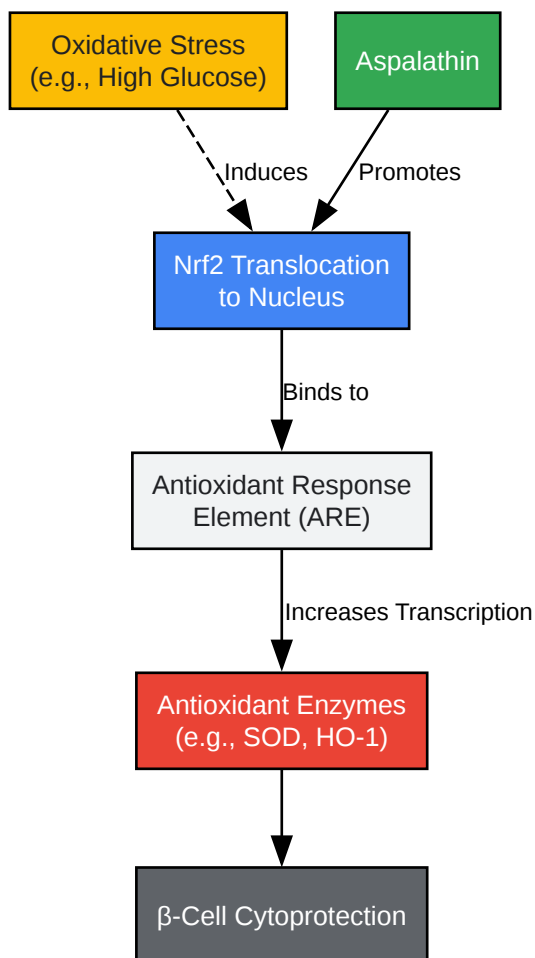 Oxidative Stress
(e.g., High Glucose)
Aspalathin
Induces
Promotes
Nrf2 Translocation
to Nucleus
Binds to
Antioxidant Response
Element (ARE)
Increases Transcription
Antioxidant Enzymes
(e.g., SOD, HO-1)
β-Cell Cytoprotection